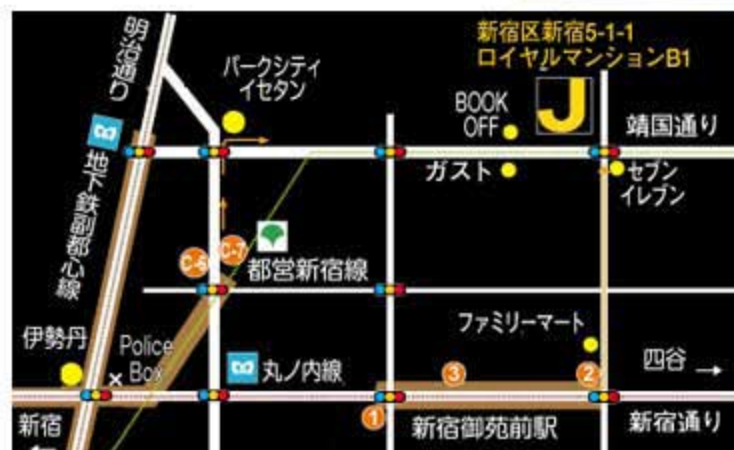 新宿区新宿5-1-1
ロイヤルマンションB1
明治通り
パークシティ
イセタン
BOOK
OFF
J
靖国通り
ガスト
セブン
イレブン
地下鉄副都心線
C-6
C-7
都営新宿線
ファミリーマート
伊勢丹
Police
Box
丸ノ内線
四谷 →
1
3
2
新宿
←
新宿御苑前駅
新宿通り